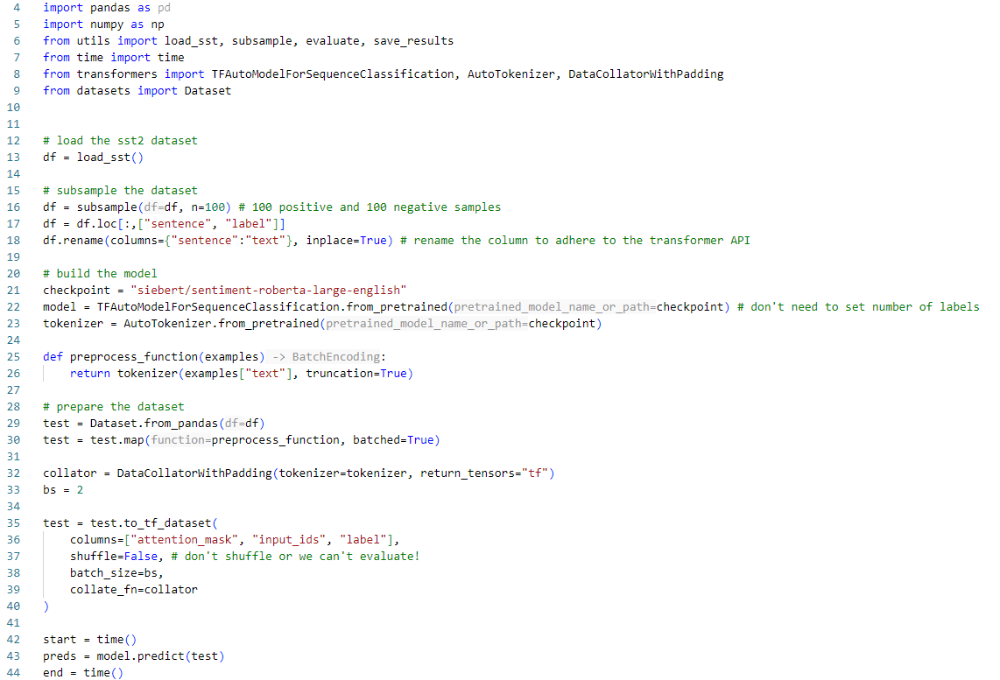 4 import pandas as pd
5 import numpy as np
6 from utils import load_sst, subsample, evaluate, save_results
7 from time import time
8 from transformers import TFAutoModelForSequenceClassification, AutoTokenizer, DataCollatorWithPadding
9 from datasets import Dataset
10
11
12 # load the sst2 dataset
13 df = load_sst()
14
15 # subsample the dataset
16 df = subsample(df=df, n=100) # 100 positive and 100 negative samples
17 df = df.loc[:,["sentence", "label"]]
18 df.rename(columns={"sentence":"text"}, inplace=True) # rename the column to adhere to the transformer API
19
20 # build the model
21 checkpoint = "siebert/sentiment-roberta-large-english"
22 model = TFAutoModelForSequenceClassification.from_pretrained(pretrained_model_name_or_path=checkpoint) # don't need to set number of labels
23 tokenizer = AutoTokenizer.from_pretrained(pretrained_model_name_or_path=checkpoint)
24
25 def preprocess_function(examples) -> BatchEncoding:
26     return tokenizer(examples["text"], truncation=True)
27
28 # prepare the dataset
29 test = Dataset.from_pandas(df=df)
30 test = test.map(function=preprocess_function, batched=True)
31
32 collator = DataCollatorWithPadding(tokenizer=tokenizer, return_tensors="tf")
33 bs = 2
34
35 test = test.to_tf_dataset(
36     columns=["attention_mask", "input_ids", "label"],
37     shuffle=False, # don't shuffle or we can't evaluate!
38     batch_size=bs,
39     collate_fn=collator
40 )
41
42 start = time()
43 preds = model.predict(test)
44 end = time()